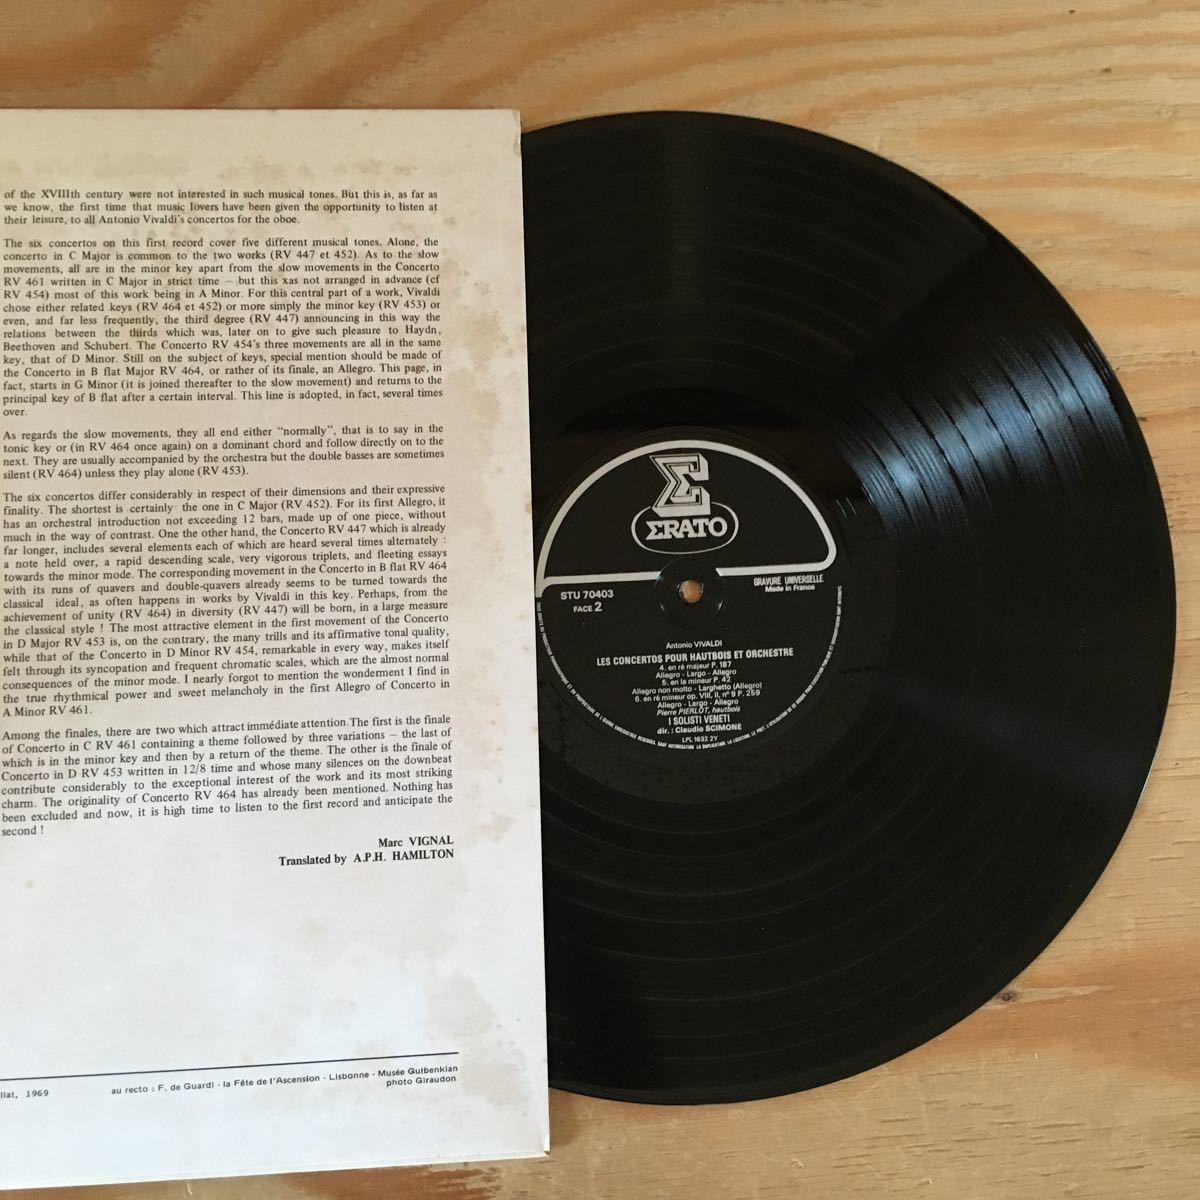 of the XVIIIth century were not interested in such musical tones. But this is, as far as
we know, the first time that music lovers have been given the opportunity to listen at
their leisure, to all Antonio Vivaldi's concertos for the oboe.
The six concertos on this first record cover five different musical tones. Alone, the
concerto in C Major is common to the two works (RV 447 et 452). As to the slow
movements, all are in the minor key apart from the slow movements in the Concerto
RV 461 written in C Major in strict time – but this xas not arranged in advance (cf
RV 454) most of this work being in A Minor. For this central part of a work, Vivaldi
chose either related keys (RV 464 et 452) or more simply the minor key (RV 453) or
even, and far less frequently, the third degree (RV 447) announcing in this way the
relations between the thirds which was, later on to give such pleasure to Haydn,
Beethoven and Schubert. The Concerto RV 454's three movements are all in the same
key, that of D Minor. Still on the subject of keys, special mention should be made of
the Concerto in B flat Major RV 464, or rather of its finale, an Allegro. This page, in
fact, starts in G Minor (it is joined thereafter to the slow movement) and returns to the
principal key of B flat after a certain interval. This line is adopted, in fact, several times
over.
As regards the slow movements, they all end either "normally", that is to say in the
tonic key or (in RV 464 once again) on a dominant chord and follow directly on to the
next. They are usually accompanied by the orchestra but the double basses are sometimes
silent (RV 464) unless they play alone (RV 453).
The six concertos differ considerably in respect of their dimensions and their expressive
finality. The shortest is certainly the one in C Major (RV 452). For its first Allegro, it
has an orchestral introduction not exceeding 12 bars, made up of one piece, without
much in the way of contrast. One the other hand, the Concerto RV 447 which is already
far longer, includes several elements each of which are heard several times alternately :
a note held over, a rapid descending scale, very vigorous triplets, and fleeting essays
towards the minor mode. The corresponding movement in the Concerto in B flat RV 464
with its runs of quavers and double-quavers already seems to be turned towards the
classical ideal, as often happens in works by Vivaldi in this key. Perhaps, from the
achievement of unity (RV 464) in diversity (RV 447) will be born, in a large measure
the classical style ! The most attractive element in the first movement of the Concerto
in D Major RV 453 is, on the contrary, the many trills and its affirmative tonal quality,
while that of the Concerto in D Minor RV 454, remarkable in every way, makes itself
felt through its syncopation and frequent chromatic scales, which are the almost normal
consequences of the minor mode. I nearly forgot to mention the wonderment I find in
the true rhythmical power and sweet melancholy in the first Allegro of Concerto in
A Minor RV 461.
Among the finales, there are two which attract immédiate attention. The first is the finale
of Concerto in C RV 461 containing a theme followed by three variations – the last of
which is in the minor key and then by a return of the theme. The other is the finale of
Concerto in D RV 453 written in 12/8 time and whose many silences on the downbeat
contribute considerably to the exceptional interest of the work and its most striking
charm. The originality of Concerto RV 464 has already been mentioned. Nothing has
been excluded and now, it is high time to listen to the first record and anticipate the
second !
Marc VIGNAL
Translated by A.P.H. HAMILTON
llat, 1969
au recto : F. de Guardi - la Fête de l'Ascension - Lisbonne - Musée Gulbenkian
photo Giraudon
ΣRATO
GRAVURE UNIVERSELLE
Made in France
STU 70403
FACE 2
Antonio VIVALDI
LES CONCERTOS POUR HAUTBOIS ET ORCHESTRE
4. en ré majeur P. 187
Allegro - Largo - Allegro
5. en la mineur P. 42
Allegro non molto - Larghetto (Allegro)
6. en ré mineur op. VIII, II, n° 9 P. 259
Allegro - Largo - Allegro
Pierre PIERLOT, hautbois
I SOLISTI VENETI
dir. : Claudio SCIMONE
LPL 1632 2Y